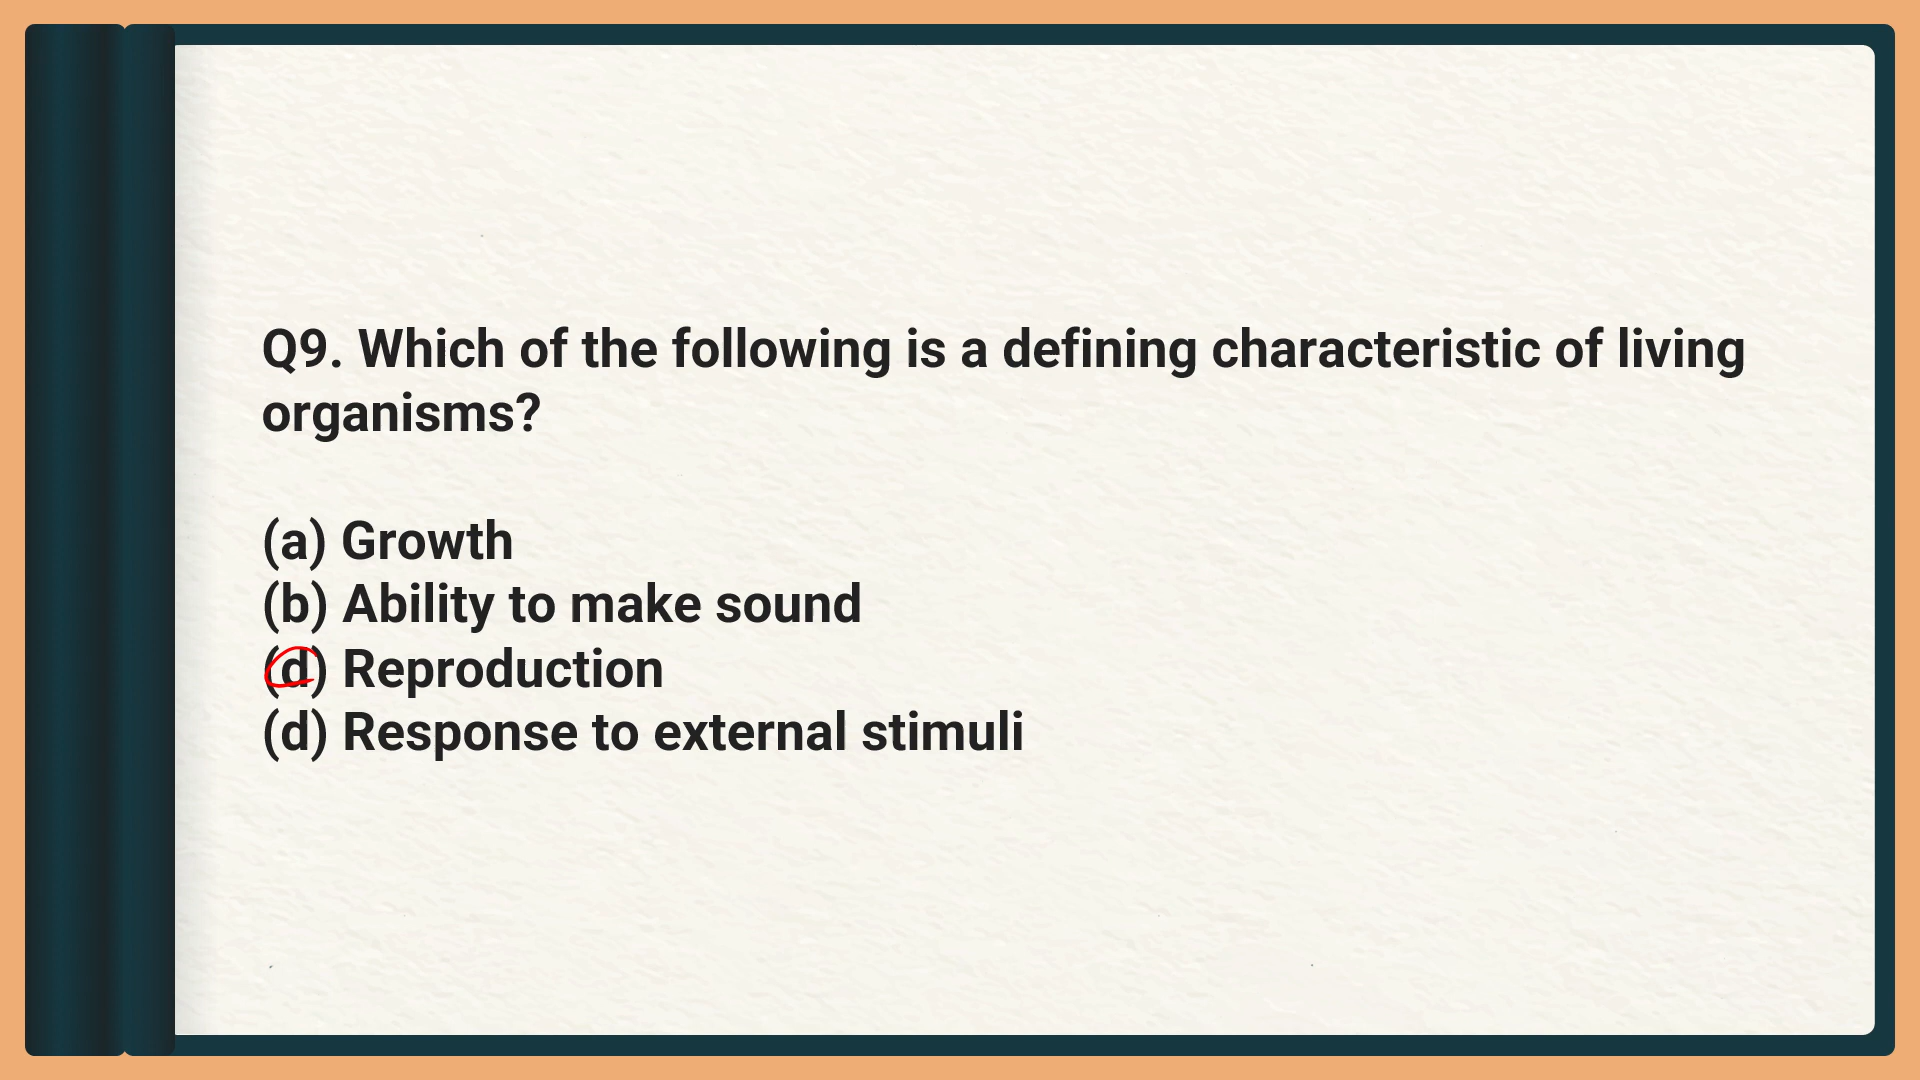 Q9. Which of the following is a defining characteristic of living
organisms?
(a) Growth
(b) Ability to make sound
(d) Reproduction
(d) Response to external stimuli